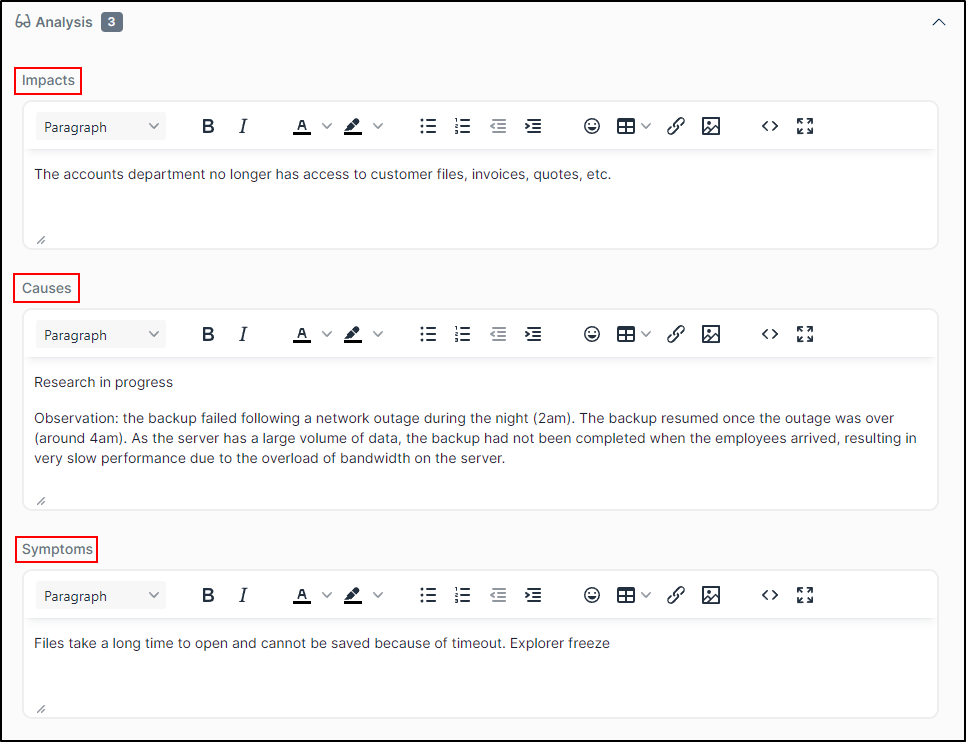 Analysis 3
Impacts
Paragraph B I A
The accounts department no longer has access to customer files, invoices, quotes, etc.
Causes
Paragraph B I A
Research in progress
Observation: the backup failed following a network outage during the night (2am). The backup resumed once the outage was over
(around 4am). As the server has a large volume of data, the backup had not been completed when the employees arrived, resulting in
very slow performance due to the overload of bandwidth on the server.
Symptoms
Paragraph B I A
Files take a long time to open and cannot be saved because of timeout. Explorer freeze